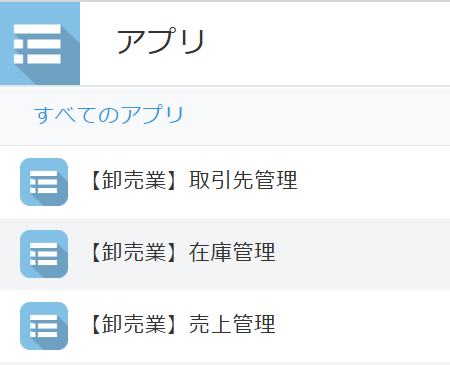 アプリ
すべてのアプリ
【卸売業】取引先管理
【卸売業】在庫管理
【卸売業】売上管理